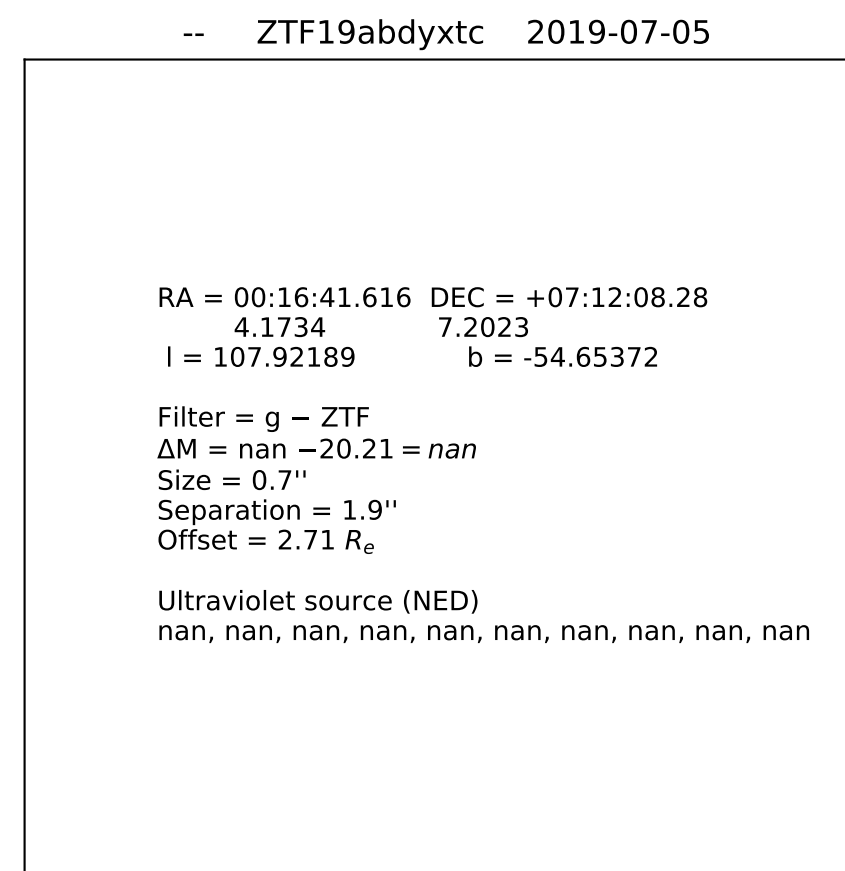 -- ZTF19abdyxtc 2019-07-05
RA = 00:16:41.616 DEC = +07:12:08.28
4.1734 7.2023
l = 107.92189 b = -54.65372
Filter = g − ZTF
ΔM = nan −20.21 = nan
Size = 0.7''
Separation = 1.9''
Offset = 2.71 Re
Ultraviolet source (NED)
nan, nan, nan, nan, nan, nan, nan, nan, nan, nan